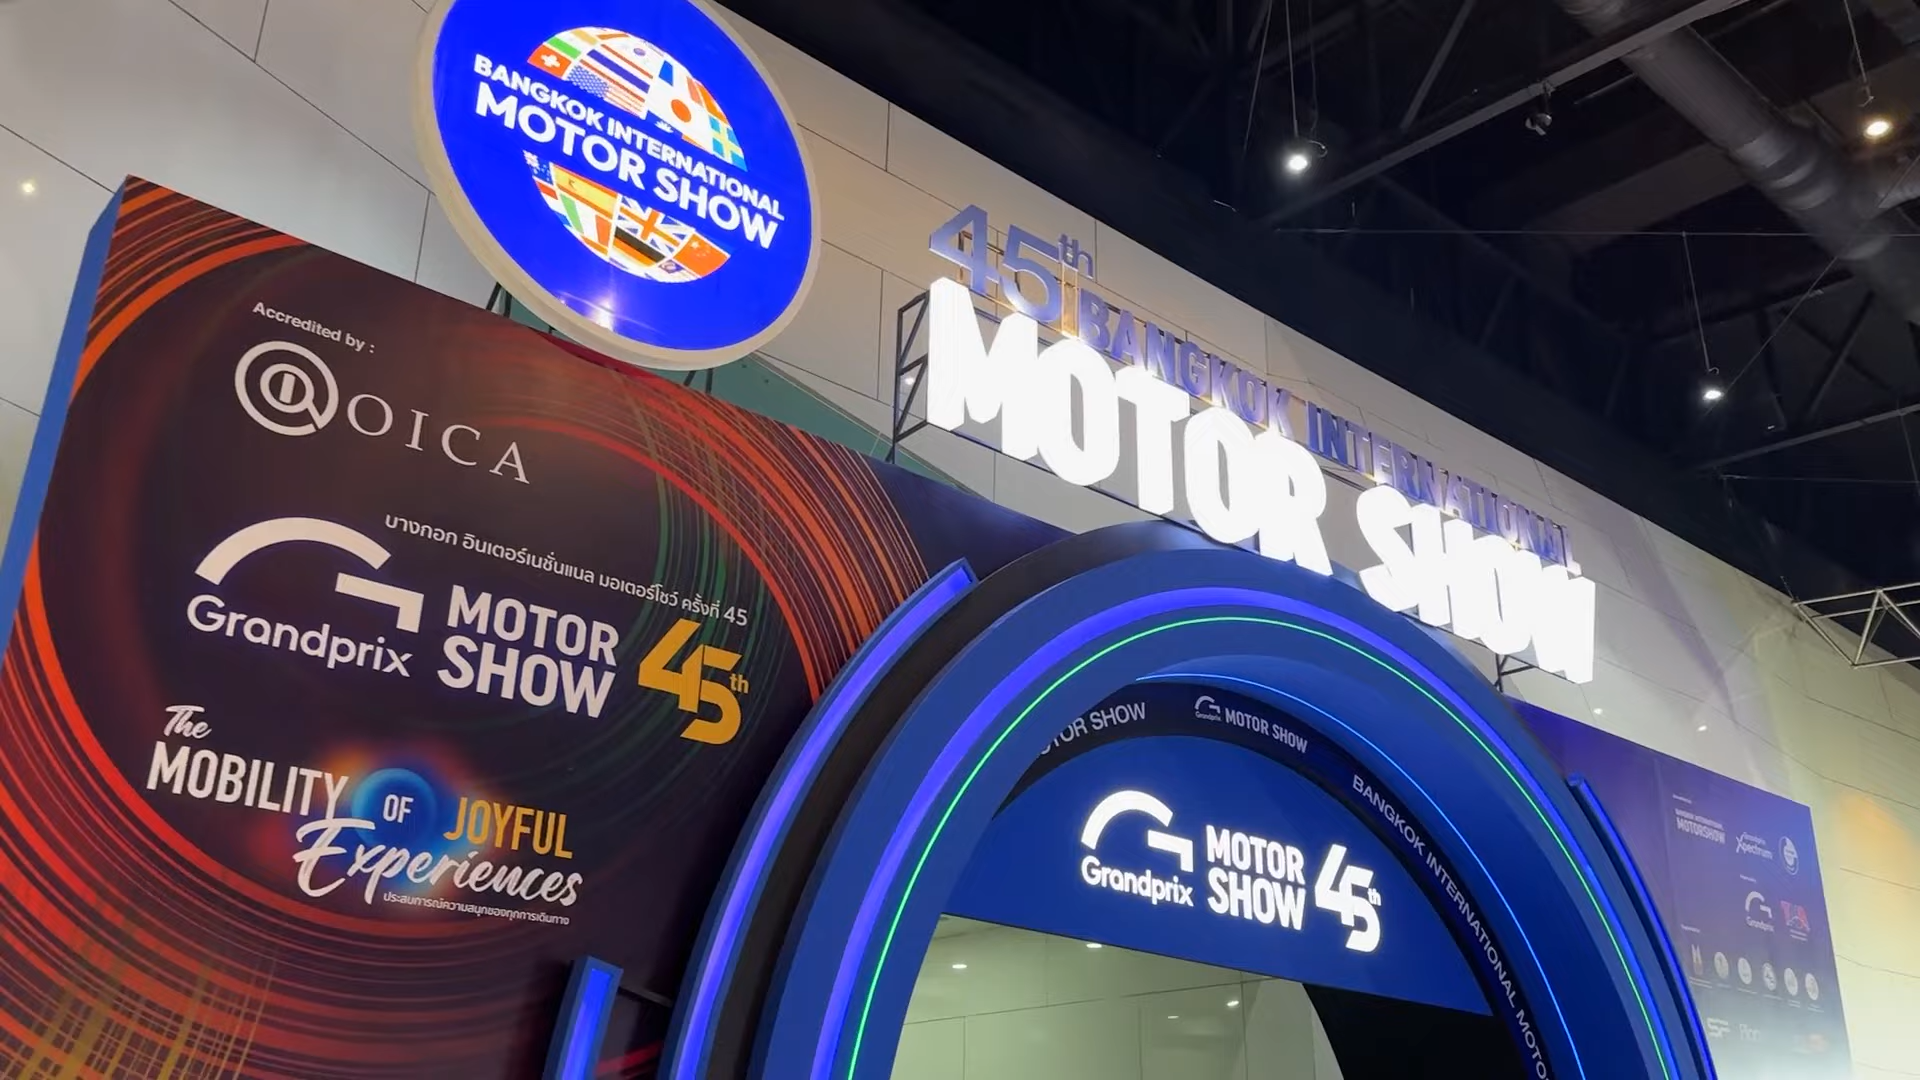 BANGKOK INTERNATIONAL
MOTOR SHOW
45th
BANGKOK INTERNATIONAL
MOTOR SHOW
Accredited by :
OICA
บางกอก อินเตอร์เนชั่นแนล มอเตอร์โชว์ ครั้งที่ 45
Grandprix
MOTOR
SHOW
45th
The
MOBILITY OF JOYFUL
Experiences
ประสบการณ์ความสนุกของทุกการเดินทาง
OTOR SHOW
Grandprix MOTOR SHOW
BANGKOK INTERNATIONAL MOTO
Grandprix
MOTOR
SHOW
45th
MOTORSHOW
Xpectrum
Grandprix